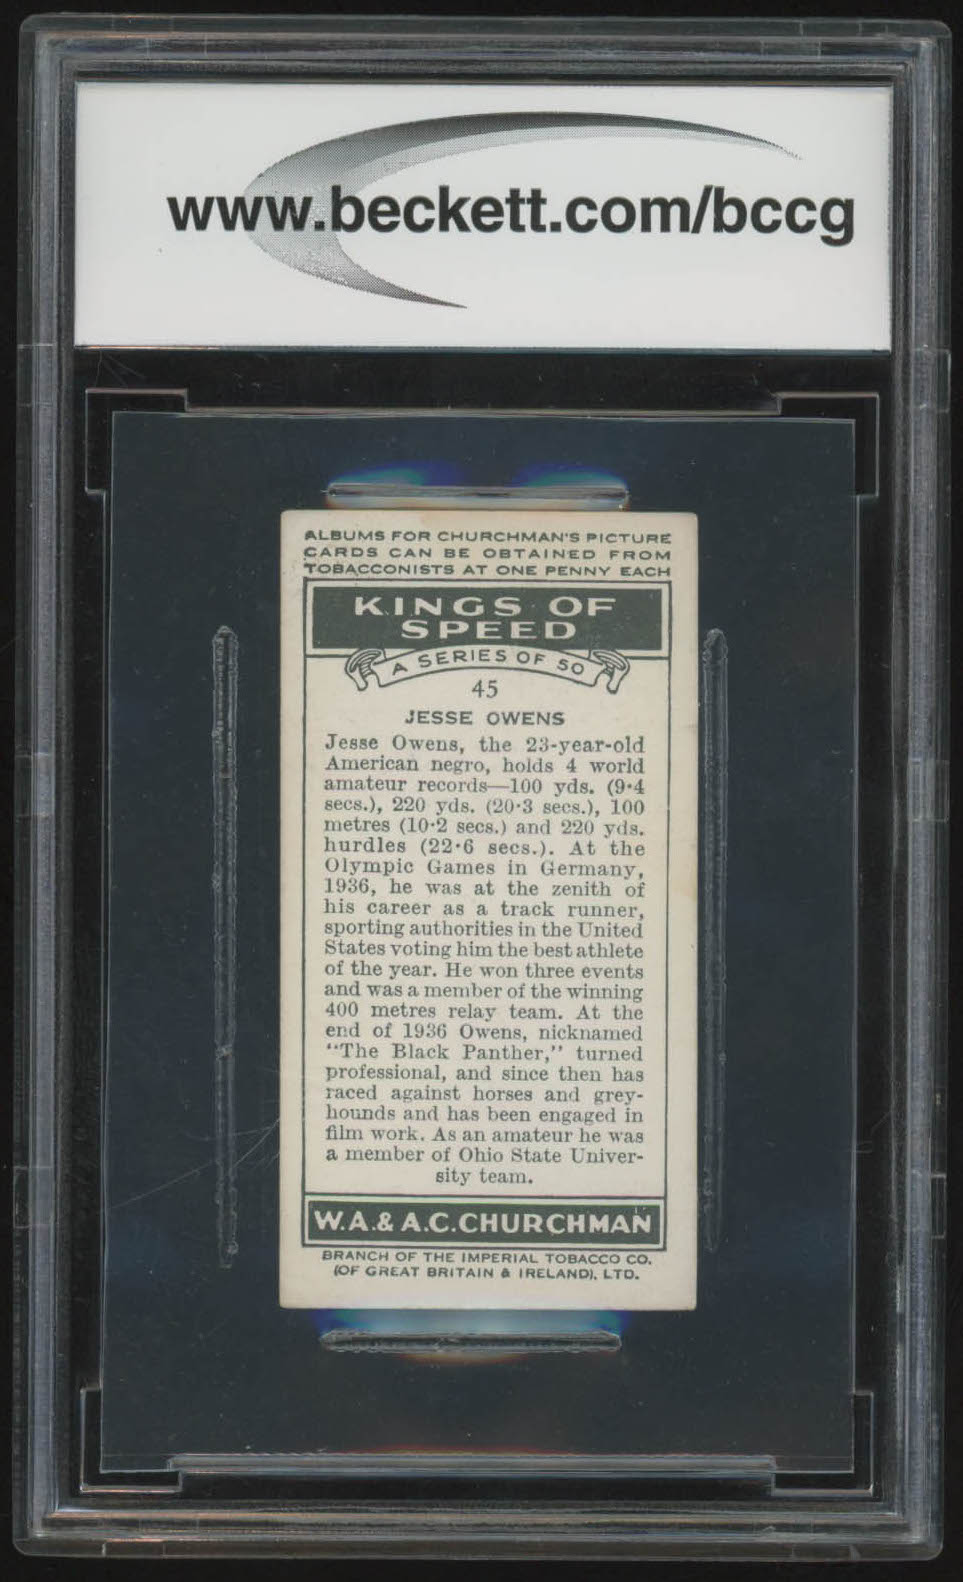 www.beckett.com/bccg
ALBUMS FOR CHURCHMAN'S PICTURE
CARDS CAN BE OBTAINED FROM
TOBACCONISTS AT ONE PENNY EACH
KINGS OF
SPEED
A SERIES OF 50
45
JESSE OWENS
Jesse Owens, the 23-year-old
American negro, holds 4 world
amateur records—100 yds. (9·4
secs.), 220 yds. (20·3 secs.), 100
metres (10·2 secs.) and 220 yds.
hurdles (22·6 secs.). At the
Olympic Games in Germany,
1936, he was at the zenith of
his career as a track runner,
sporting authorities in the United
States voting him the best athlete
of the year. He won three events
and was a member of the winning
400 metres relay team. At the
end of 1936 Owens, nicknamed
"The Black Panther," turned
professional, and since then has
raced against horses and grey-
hounds and has been engaged in
film work. As an amateur he was
a member of Ohio State Univer-
sity team.
W.A.& A.C.CHURCHMAN
BRANCH OF THE IMPERIAL TOBACCO CO.
(OF GREAT BRITAIN & IRELAND), LTD.